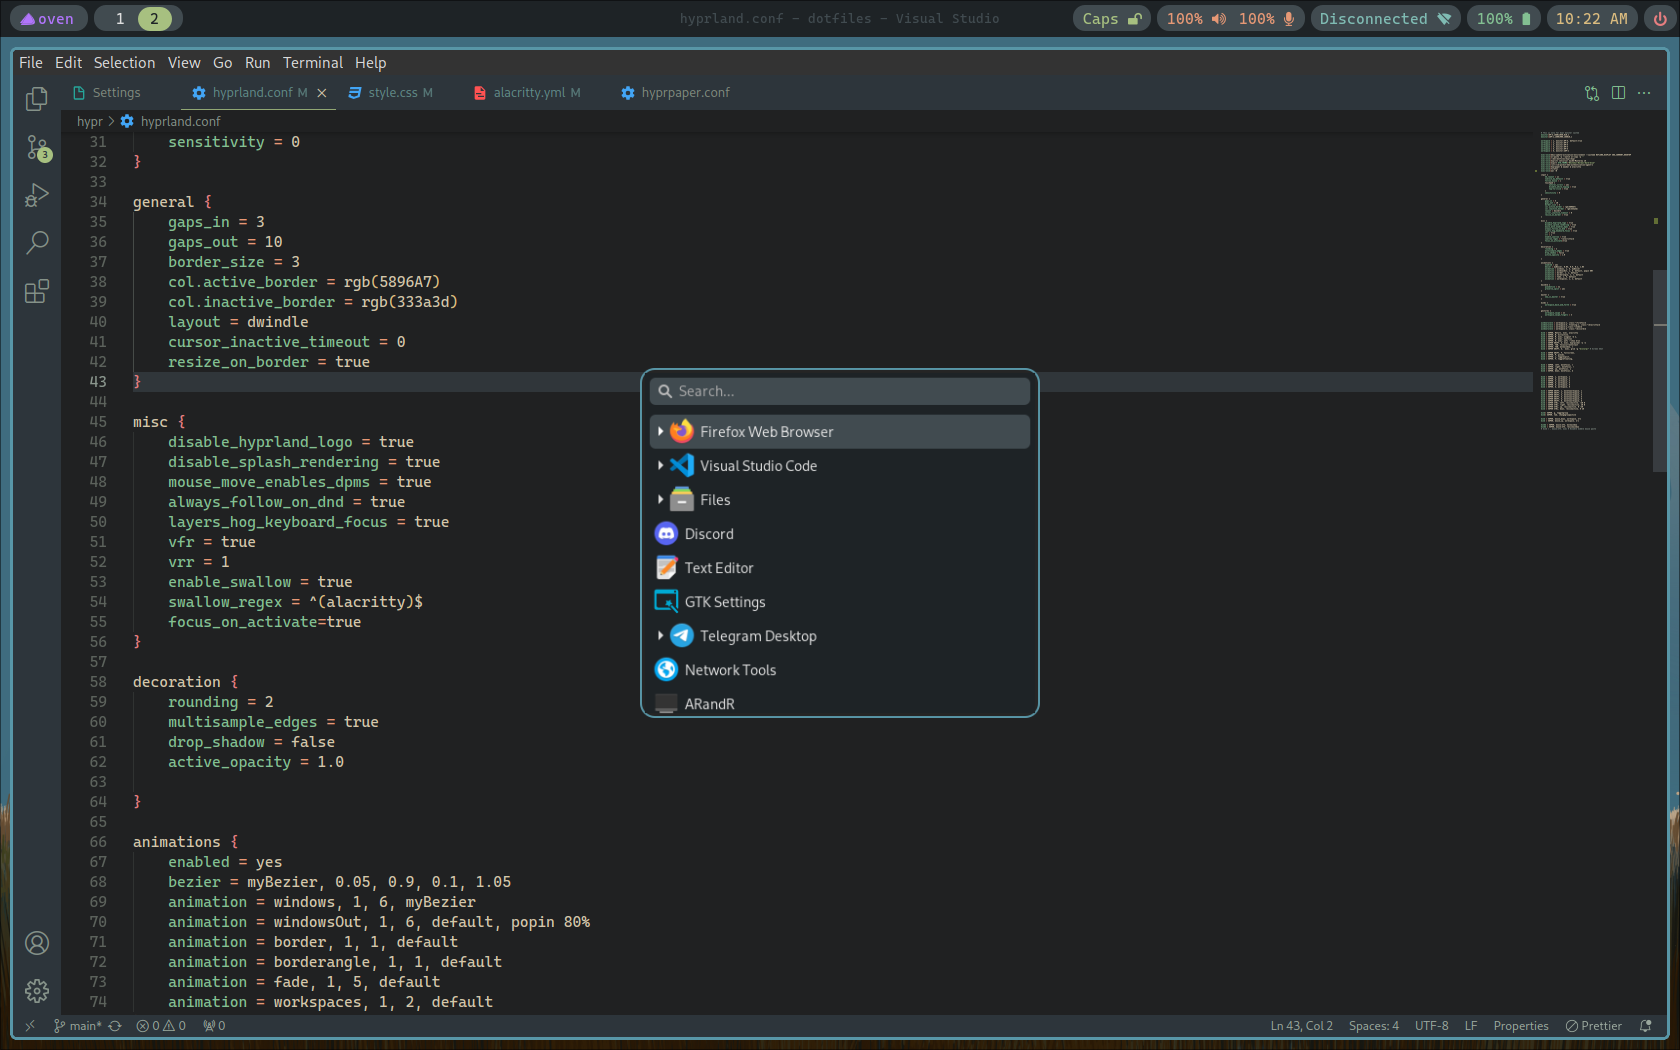 oven
1 2
hyprland.conf - dotfiles - Visual Studio
Caps
100% 100%
Disconnected
100%
10:22 AM
File Edit Selection View Go Run Terminal Help
Settings
hyprland.conf M
style.css M
alacritty.yml M
hyprpaper.conf
hypr > hyprland.conf
3
31 sensitivity = 0
32 }
33
34 general {
35 gaps_in = 3
36 gaps_out = 10
37 border_size = 3
38 col.active_border = rgb(5896A7)
39 col.inactive_border = rgb(333a3d)
40 layout = dwindle
41 cursor_inactive_timeout = 0
42 resize_on_border = true
43 }
44
45 misc {
46 disable_hyprland_logo = true
47 disable_splash_rendering = true
48 mouse_move_enables_dpms = true
49 always_follow_on_dnd = true
50 layers_hog_keyboard_focus = true
51 vfr = true
52 vrr = 1
53 enable_swallow = true
54 swallow_regex = ^(alacritty)$
55 focus_on_activate=true
56 }
57
58 decoration {
59 rounding = 2
60 multisample_edges = true
61 drop_shadow = false
62 active_opacity = 1.0
63
64 }
65
66 animations {
67 enabled = yes
68 bezier = myBezier, 0.05, 0.9, 0.1, 1.05
69 animation = windows, 1, 6, myBezier
70 animation = windowsOut, 1, 6, default, popin 80%
71 animation = border, 1, 1, default
72 animation = borderangle, 1, 1, default
73 animation = fade, 1, 5, default
74 animation = workspaces, 1, 2, default
Search...
Firefox Web Browser
Visual Studio Code
Files
Discord
Text Editor
GTK Settings
Telegram Desktop
Network Tools
ARandR
main* 0 0 0
Ln 43, Col 2 Spaces: 4 UTF-8 LF Properties Prettier